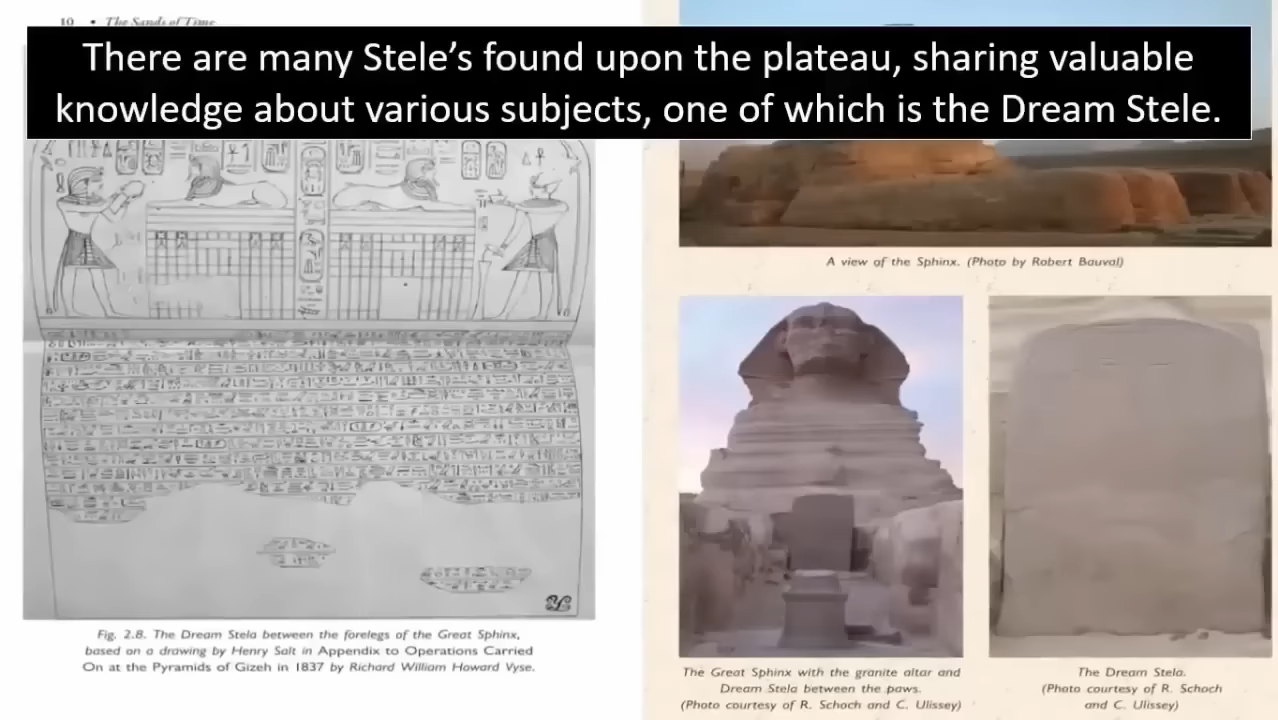 10 • The Sands of Time
There are many Stele’s found upon the plateau, sharing valuable
knowledge about various subjects, one of which is the Dream Stele.
Fig. 2.8. The Dream Stela between the forelegs of the Great Sphinx,
based on a drawing by Henry Salt in Appendix to Operations Carried
On at the Pyramids of Gizeh in 1837 by Richard William Howard Vyse.
A view of the Sphinx. (Photo by Robert Bauval)
The Great Sphinx with the granite altar and
Dream Stela between the paws.
(Photo courtesy of R. Schoch and C. Ulissey)
The Dream Stela.
(Photo courtesy of R. Schoch
and C. Ulissey)